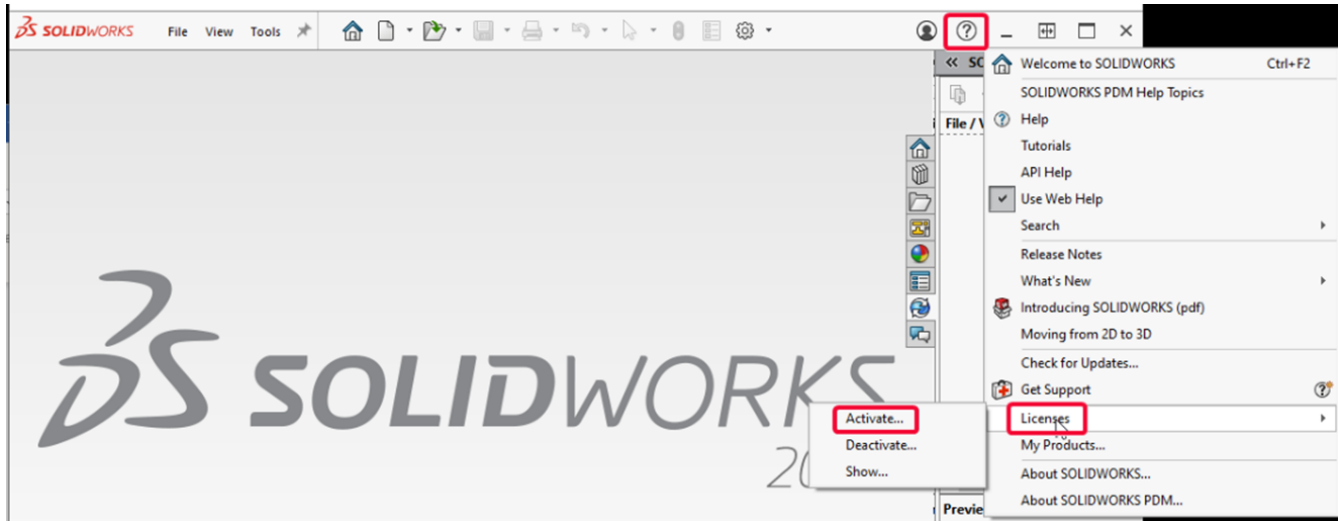 SOLIDWORKS File View Tools
SC
File / V
Welcome to SOLIDWORKS Ctrl+F2
SOLIDWORKS PDM Help Topics
Help
Tutorials
API Help
Use Web Help
Search
Release Notes
What's New
Introducing SOLIDWORKS (pdf)
Moving from 2D to 3D
Check for Updates...
Get Support
Licenses
My Products...
About SOLIDWORKS...
About SOLIDWORKS PDM...
Activate...
Deactivate...
Show...
SOLIDWORKS
Previe